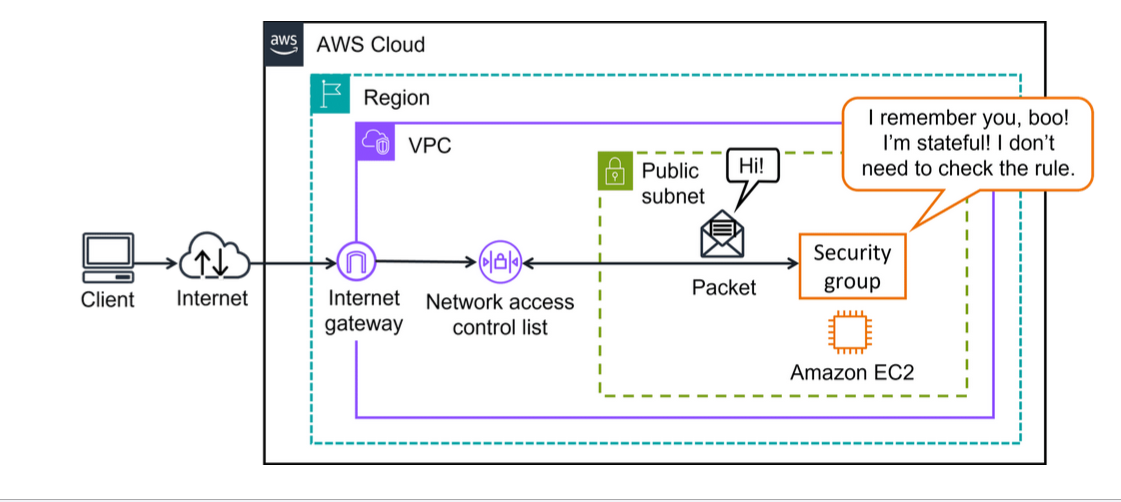 aws
AWS Cloud
Region
VPC
I remember you, boo!
I'm stateful! I don't
need to check the rule.
Public
subnet
Hi!
Security
group
Client
Internet
Internet
gateway
Network access
control list
Packet
Amazon EC2